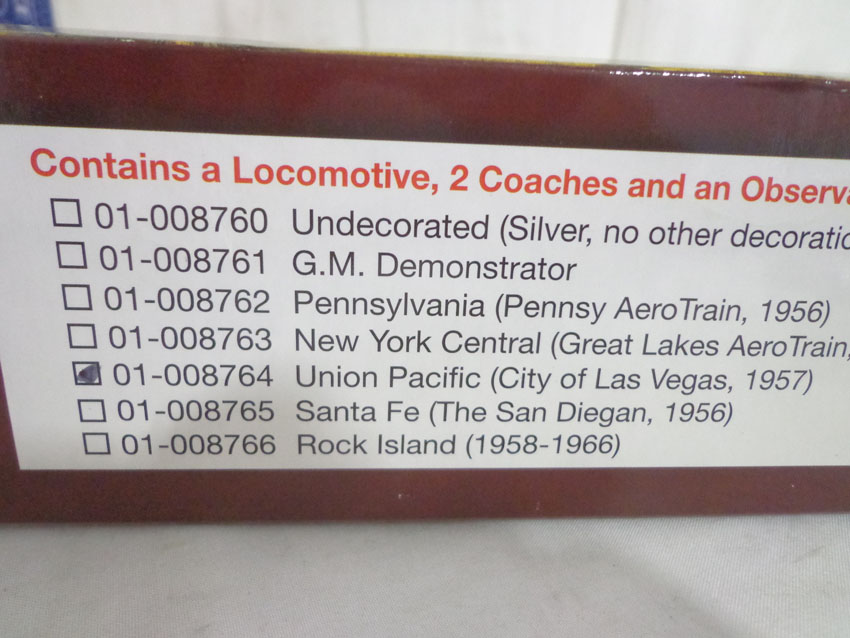 Contains a Locomotive, 2 Coaches and an Observa
01-008760 Undecorated (Silver, no other decoratio
01-008761 G.M. Demonstrator
01-008762 Pennsylvania (Pennsy AeroTrain, 1956)
01-008763 New York Central (Great Lakes AeroTrain,
01-008764 Union Pacific (City of Las Vegas, 1957)
01-008765 Santa Fe (The San Diegan, 1956)
01-008766 Rock Island (1958-1966)